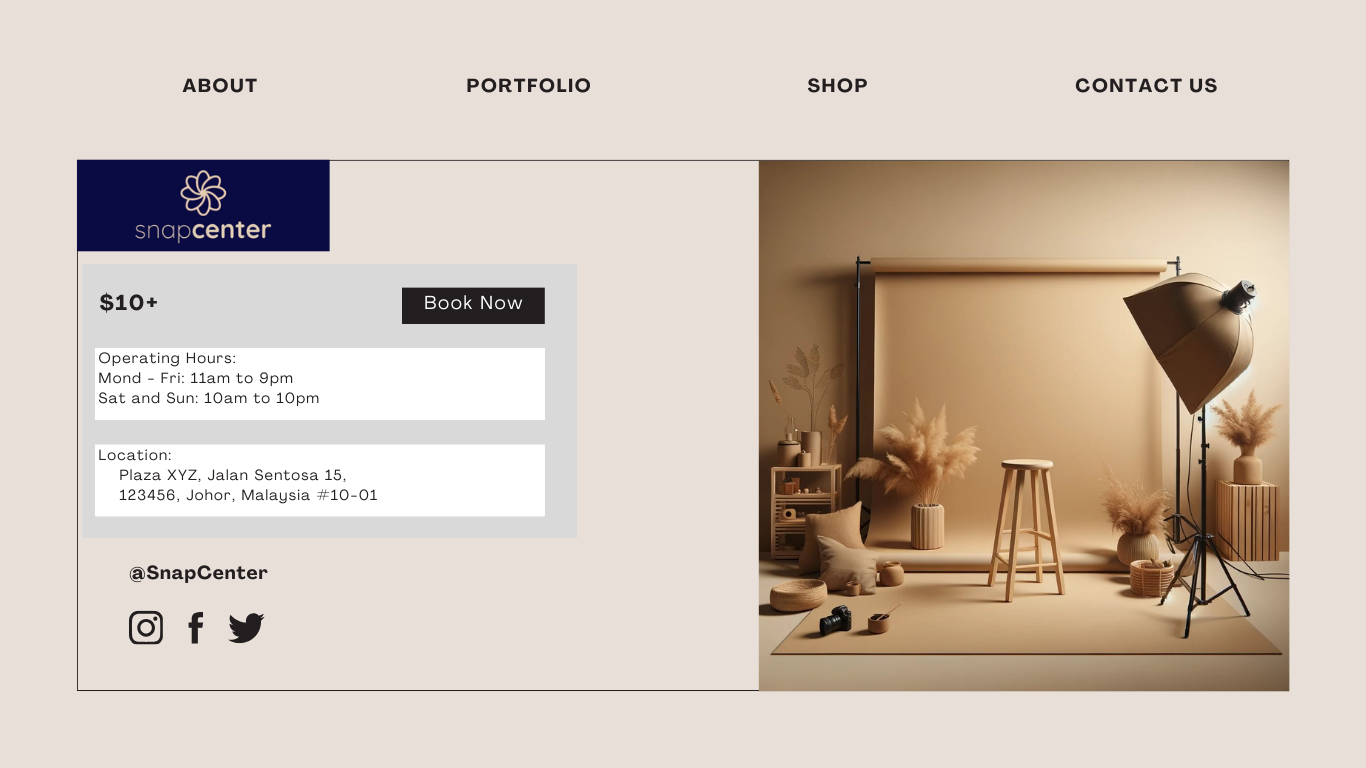 ABOUT
PORTFOLIO
SHOP
CONTACT US
snapcenter
$10+
Book Now
Operating Hours:
Mond - Fri: 11am to 9pm
Sat and Sun: 10am to 10pm
Location:
Plaza XYZ, Jalan Sentosa 15,
123456, Johor, Malaysia #10-01
@SnapCenter